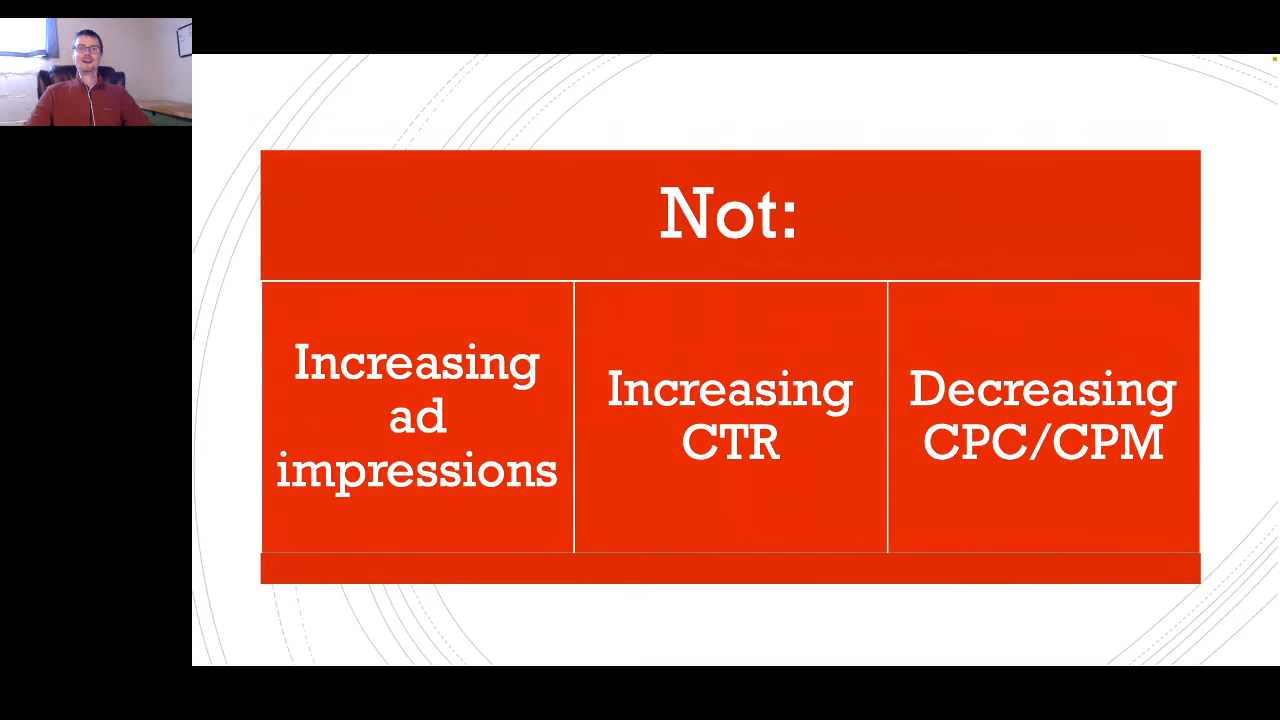 Not:
Increasing
ad
impressions
Increasing
CTR
Decreasing
CPC/CPM